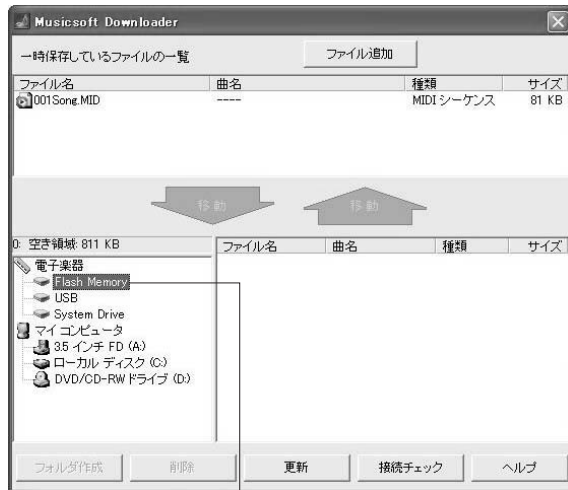 Musicsoft Downloader
一時保存しているファイルの一覧 ファイル追加
ファイル名 曲名 種類 サイズ
001Song.MID ---- MIDI シーケンス 81 KB
移動 移動
0: 空き領域: 811 KB
ファイル名 曲名 種類 サイズ
電子楽器
Flash Memory
USB
System Drive
マイ コンピュータ
3.5 インチ FD (A:)
ローカル ディスク (C:)
DVD/CD-RW ドライブ (D:)
フォルダ作成 削除 更新 接続チェック ヘルプ